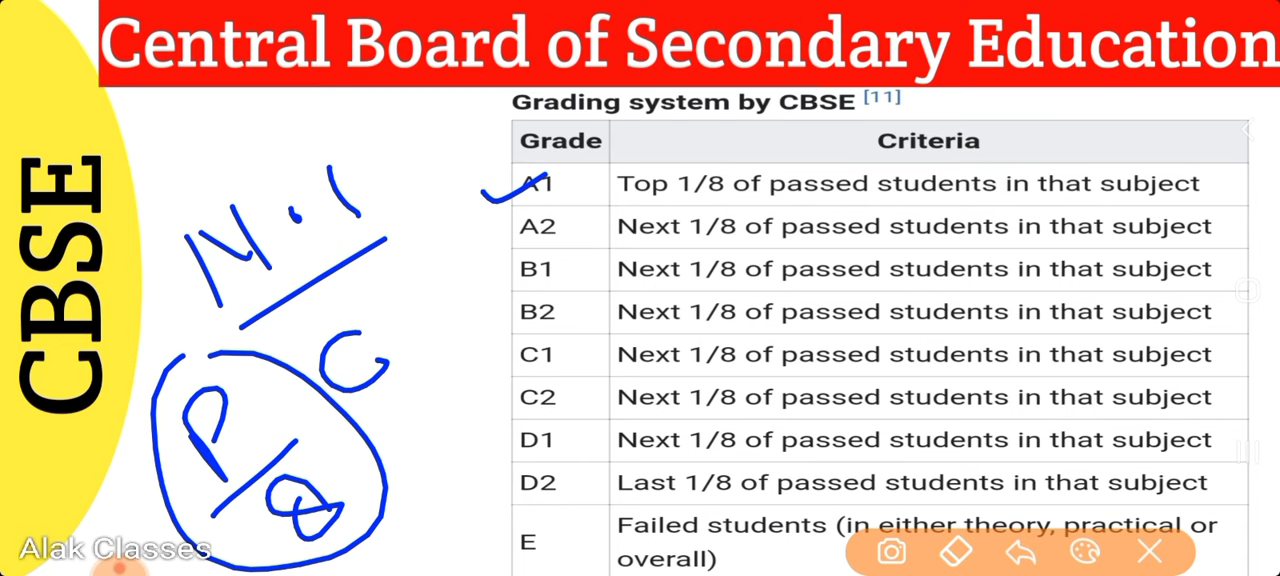 Central Board of Secondary Education
CBSE
Grading system by CBSE [11]
Grade Criteria
A1 Top 1/8 of passed students in that subject
A2 Next 1/8 of passed students in that subject
B1 Next 1/8 of passed students in that subject
B2 Next 1/8 of passed students in that subject
C1 Next 1/8 of passed students in that subject
C2 Next 1/8 of passed students in that subject
D1 Next 1/8 of passed students in that subject
D2 Last 1/8 of passed students in that subject
E Failed students (in either theory, practical or
overall)
C
P/8
Alak Classes